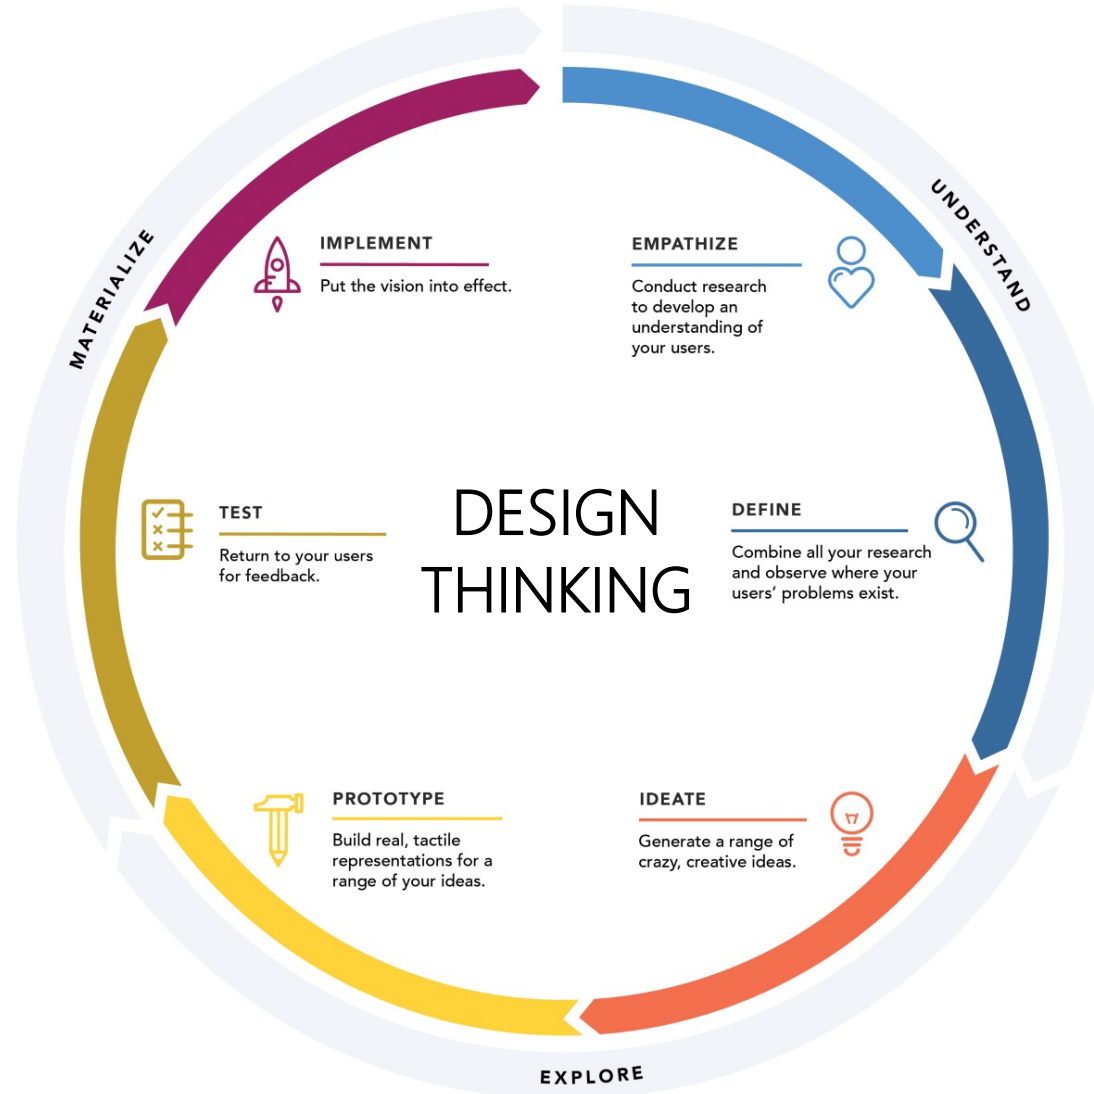 DESIGN
THINKING
UNDERSTAND
EMPATHIZE
Conduct research
to develop an
understanding of
your users.
DEFINE
Combine all your research
and observe where your
users’ problems exist.
EXPLORE
IDEATE
Generate a range of
crazy, creative ideas.
PROTOTYPE
Build real, tactile
representations for a
range of your ideas.
MATERIALIZE
TEST
Return to your users
for feedback.
IMPLEMENT
Put the vision into effect.